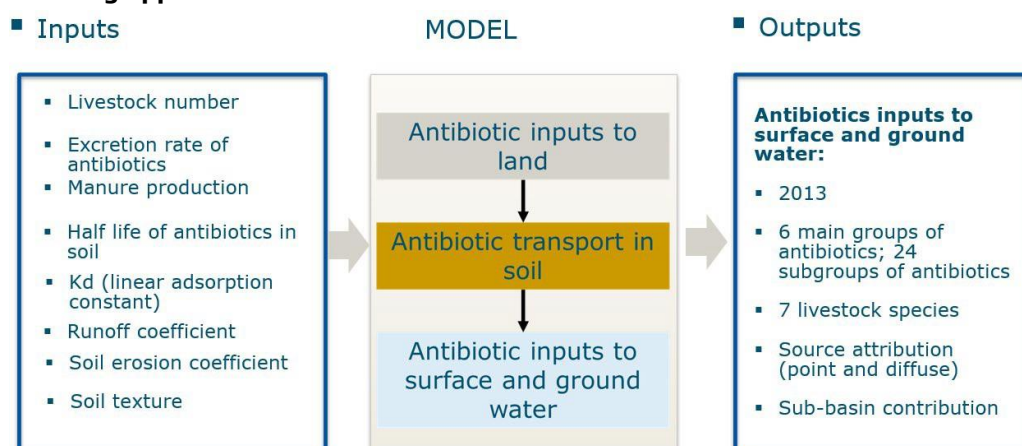 ▪ Inputs
MODEL
▪ Outputs
▪ Livestock number
▪ Excretion rate of
antibiotics
▪ Manure production
▪ Half life of antibiotics in
soil
▪ Kd (linear adsorption
constant)
▪ Runoff coefficient
▪ Soil erosion coefficient
▪ Soil texture
Antibiotic inputs to
land
Antibiotic transport in
soil
Antibiotic inputs to
surface and ground
water
Antibiotics inputs to
surface and ground
water:
▪ 2013
▪ 6 main groups of
antibiotics; 24
subgroups of antibiotics
▪ 7 livestock species
▪ Source attribution
(point and diffuse)
▪ Sub-basin contribution